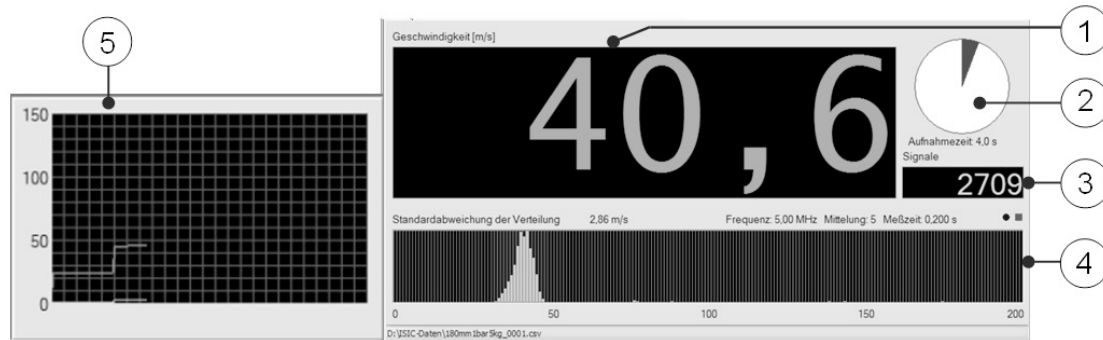 5
1
Geschwindigkeit [m/s]
40,6
2
Aufnahmezeit 4,0 s
Signale
2709
3
150
100
50
0
Standardabweichung der Verteilung 2,86 m/s Frequenz: 5,00 MHz Mittelung: 5 Meßzeit: 0,200 s
4
0 50 100 150 200
D:\ISIC-Daten\180mm1bar5kg_0001.csv